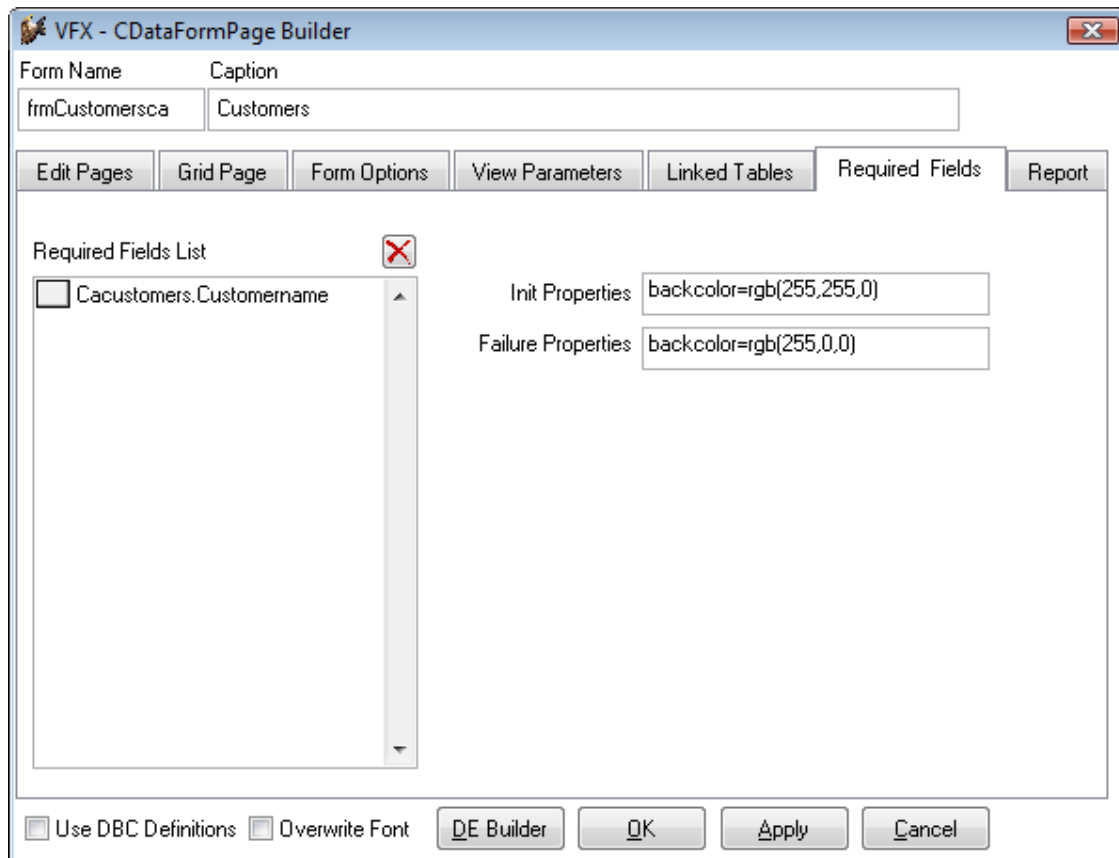 VFX - CDataFormPage Builder
Form Name Caption
frmCustomersca Customers
Edit Pages Grid Page Form Options View Parameters Linked Tables Required Fields Report
Required Fields List
Cacustomers.Customername
Init Properties backcolor=rgb(255,255,0)
Failure Properties backcolor=rgb(255,0,0)
Use DBC Definitions Overwrite Font DE Builder OK Apply Cancel